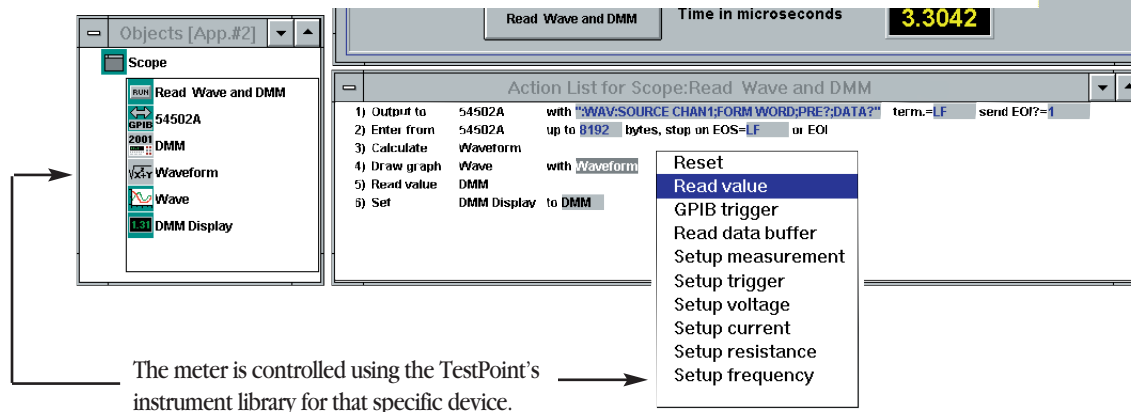 Read Wave and DMM
Time in microseconds
3.3042
Objects [App.#2]
Scope
RUN Read Wave and DMM
GPIB 54502A
2001 DMM
√X+Y Waveform
Wave
1.31 DMM Display
Action List for Scope:Read Wave and DMM
1) Output to 54502A with ":WAV:SOURCE CHAN1;FORM WORD;PRE?;DATA?" term.=LF send EOI?=1
2) Enter from 54502A up to 8192 bytes, stop on EOS=LF or EOI
3) Calculate Waveform
4) Draw graph Wave with Waveform
5) Read value DMM
6) Set DMM Display to DMM
Reset
Read value
GPIB trigger
Read data buffer
Setup measurement
Setup trigger
Setup voltage
Setup current
Setup resistance
Setup frequency
The meter is controlled using the TestPoint's
instrument library for that specific device.